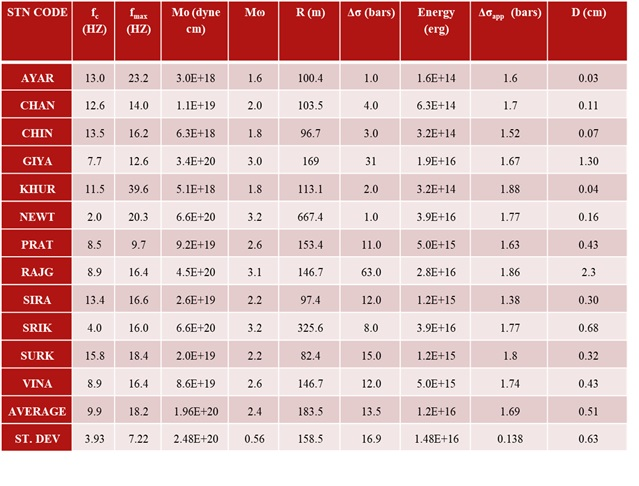 STN CODE fc (HZ) fmax (HZ) Mo (dyne cm) Mω R (m) Δσ (bars) Energy (erg) Δσapp (bars) D (cm)
AYAR 13.0 23.2 3.0E+18 1.6 100.4 1.0 1.6E+14 1.6 0.03
CHAN 12.6 14.0 1.1E+19 2.0 103.5 4.0 6.3E+14 1.7 0.11
CHIN 13.5 16.2 6.3E+18 1.8 96.7 3.0 3.2E+14 1.52 0.07
GIYA 7.7 12.6 3.4E+20 3.0 169 31 1.9E+16 1.67 1.30
KHUR 11.5 39.6 5.1E+18 1.8 113.1 2.0 3.2E+14 1.88 0.04
NEWT 2.0 20.3 6.6E+20 3.2 667.4 1.0 3.9E+16 1.77 0.16
PRAT 8.5 9.7 9.2E+19 2.6 153.4 11.0 5.0E+15 1.63 0.43
RAJG 8.9 16.4 4.5E+20 3.1 146.7 63.0 2.8E+16 1.86 2.3
SIRA 13.4 16.6 2.6E+19 2.2 97.4 12.0 1.2E+15 1.38 0.30
SRIK 4.0 16.0 6.6E+20 3.2 325.6 8.0 3.9E+16 1.77 0.68
SURK 15.8 18.4 2.0E+19 2.2 82.4 15.0 1.2E+15 1.8 0.32
VINA 8.9 16.4 8.6E+19 2.6 146.7 12.0 5.0E+15 1.74 0.43
AVERAGE 9.9 18.2 1.96E+20 2.4 183.5 13.5 1.2E+16 1.69 0.51
ST. DEV 3.93 7.22 2.48E+20 0.56 158.5 16.9 1.48E+16 0.138 0.63